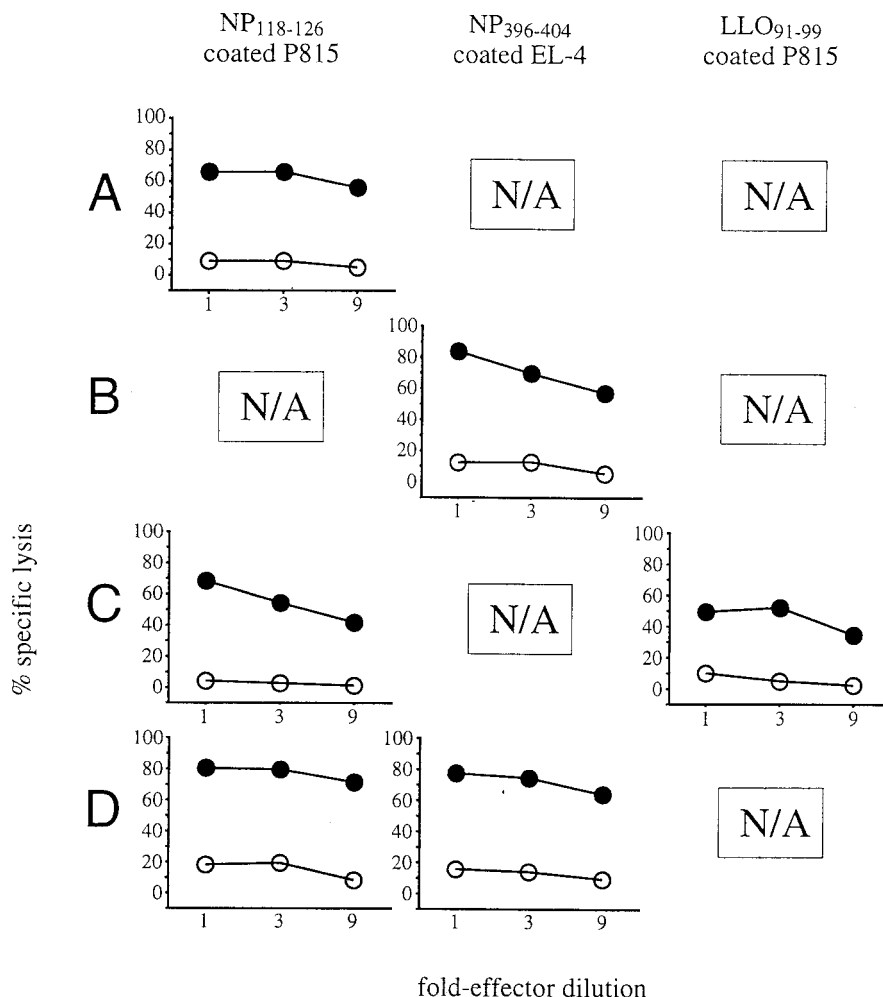 NP118-126 coated P815
NP396-404 coated EL-4
LLO91-99 coated P815
A
100
80
60
40
20
0
1 3 9
N/A
N/A
B
N/A
100
80
60
40
20
0
1 3 9
N/A
% specific lysis
C
100
80
60
40
20
0
1 3 9
N/A
100
80
60
40
20
0
1 3 9
D
100
80
60
40
20
0
1 3 9
100
80
60
40
20
0
1 3 9
N/A
fold-effector dilution